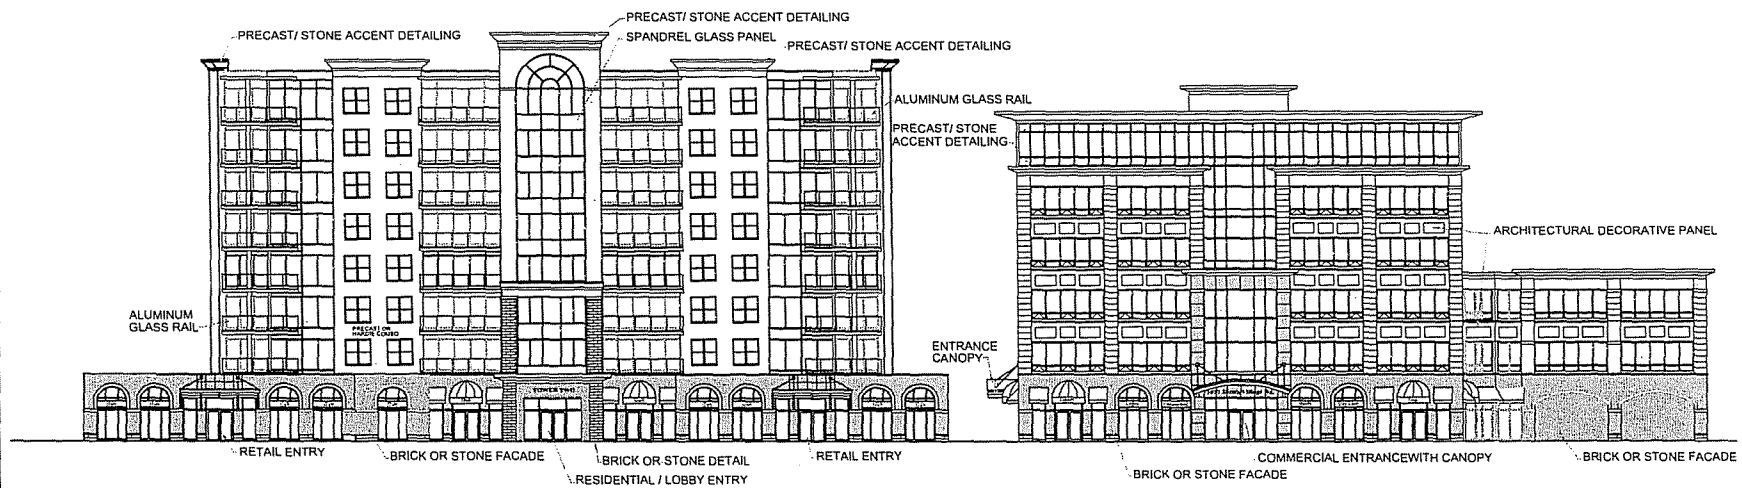 PRECAST/ STONE ACCENT DETAILING
SPANDREL GLASS PANEL
PRECAST/ STONE ACCENT DETAILING
PRECAST/ STONE ACCENT DETAILING
ALUMINUM GLASS RAIL
PRECAST/ STONE
ACCENT DETAILING
ARCHITECTURAL DECORATIVE PANEL
ALUMINUM
GLASS RAIL
PRECAST OR
HARDIE
ENTRANCE
CANOPY
TOWER TWO
RETAIL ENTRY
BRICK OR STONE FACADE
BRICK OR STONE DETAIL
RETAIL ENTRY
RESIDENTIAL / LOBBY ENTRY
COMMERCIAL ENTRANCEWITH CANOPY
BRICK OR STONE FACADE
BRICK OR STONE FACADE